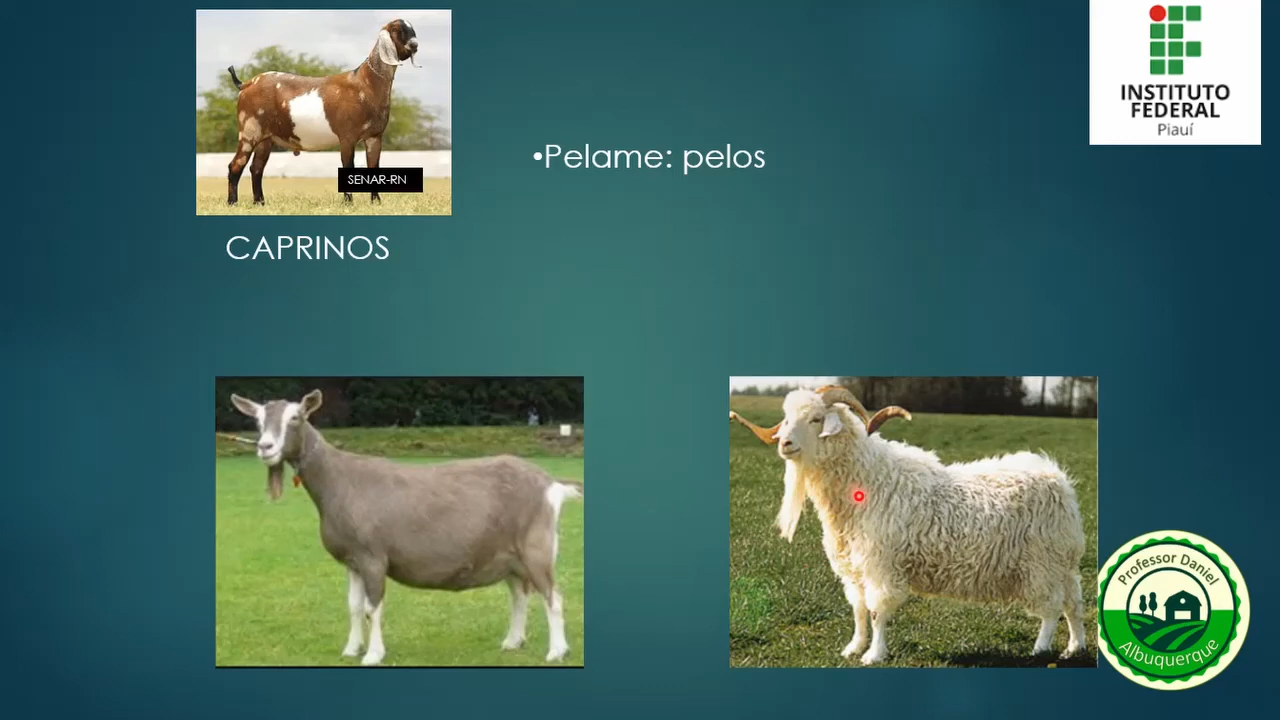 SENAR-RN
CAPRINOS
•Pelame: pelos
INSTITUTO
FEDERAL
Piauí
Professor Daniel
Albuquerque